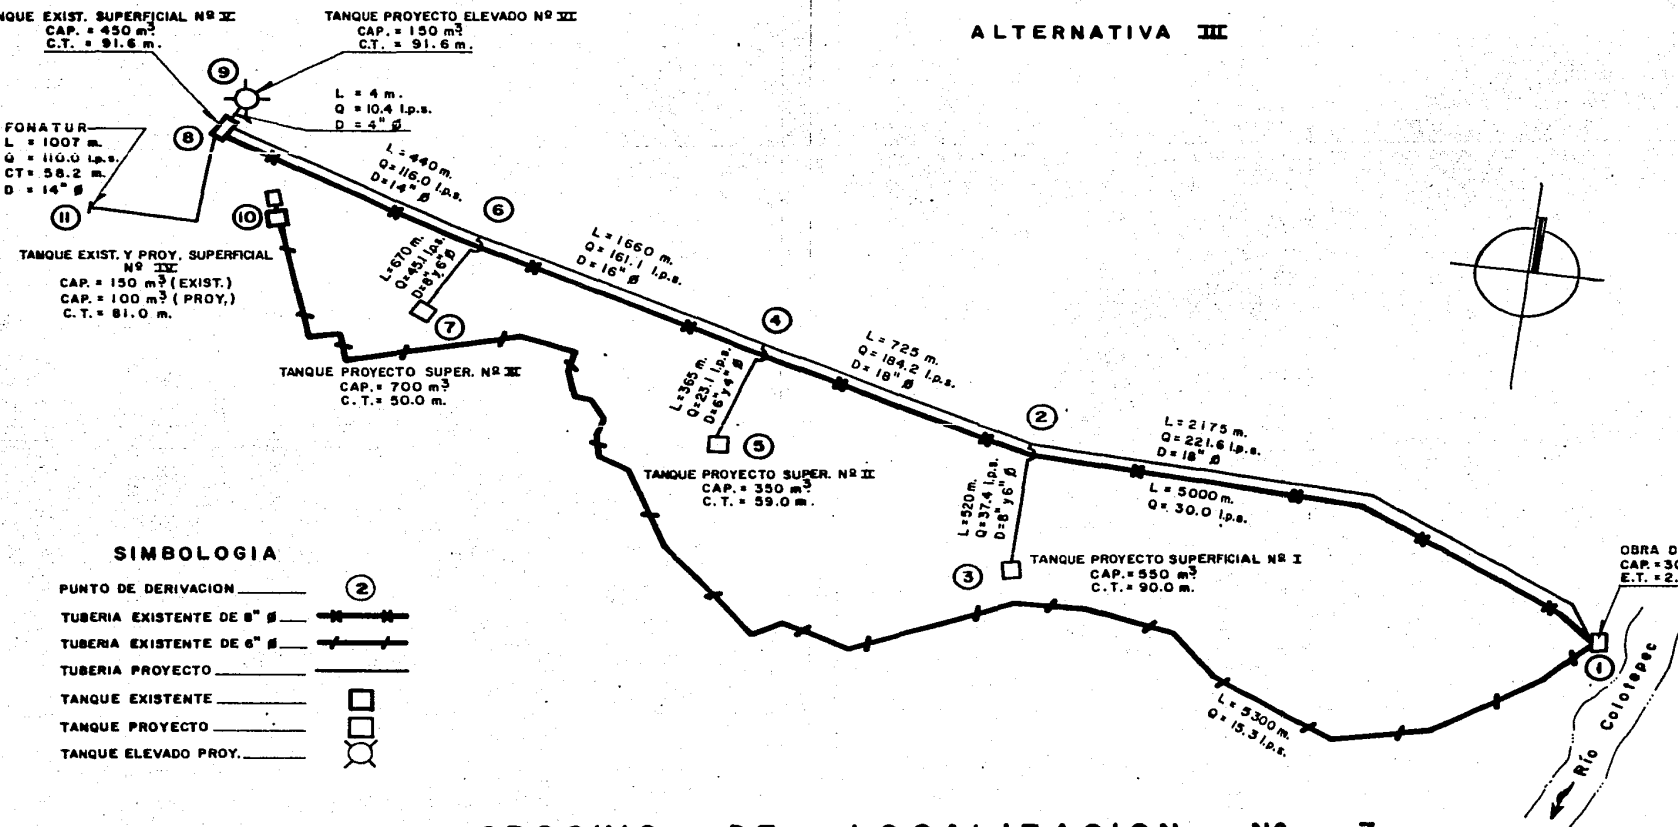 ALTERNATIVA III
TANQUE EXIST. SUPERFICIAL Nº V
CAP. = 450 m³
C.T. = 91.6 m.
TANQUE PROYECTO ELEVADO Nº VI
CAP. = 150 m³
C.T. = 91.6 m.
9
L = 4 m.
Q = 10.4 l.p.s.
D = 4" Ø
FONATUR
L = 1007 m.
Q = 110.0 l.p.s.
CT = 58.2 m.
D = 14" Ø
8
11
10
L = 440 m.
Q = 116.0 l.p.s.
D = 14" Ø
6
TANQUE EXIST. Y PROY. SUPERFICIAL
Nº IV
CAP. = 150 m³ (EXIST.)
CAP. = 100 m³ (PROY.)
C.T. = 81.0 m.
L = 670 m.
Q = 45.1 l.p.s.
D = 8" y 6" Ø
7
TANQUE PROYECTO SUPER. Nº III
CAP. = 700 m³
C.T. = 50.0 m.
L = 1660 m.
Q = 161.1 l.p.s.
D = 16" Ø
4
L = 365 m.
Q = 23.1 l.p.s.
D = 6" y 4" Ø
5
TANQUE PROYECTO SUPER. Nº II
CAP. = 350 m³
C.T. = 59.0 m.
L = 725 m.
Q = 184.2 l.p.s.
D = 18" Ø
2
L = 520 m.
Q = 37.4 l.p.s.
D = 8" y 6" Ø
3
TANQUE PROYECTO SUPERFICIAL Nº I
CAP. = 550 m³
C.T. = 90.0 m.
L = 2175 m.
Q = 221.6 l.p.s.
D = 18" Ø
L = 5000 m.
Q = 30.0 l.p.s.
L = 5300 m.
Q = 15.3 l.p.s.
OBRA D
CAP. = 30
E.T. = 2.
1
Río Colotepec
SIMBOLOGIA
PUNTO DE DERIVACION 2
TUBERIA EXISTENTE DE 8" Ø
TUBERIA EXISTENTE DE 6" Ø
TUBERIA PROYECTO
TANQUE EXISTENTE
TANQUE PROYECTO
TANQUE ELEVADO PROY.